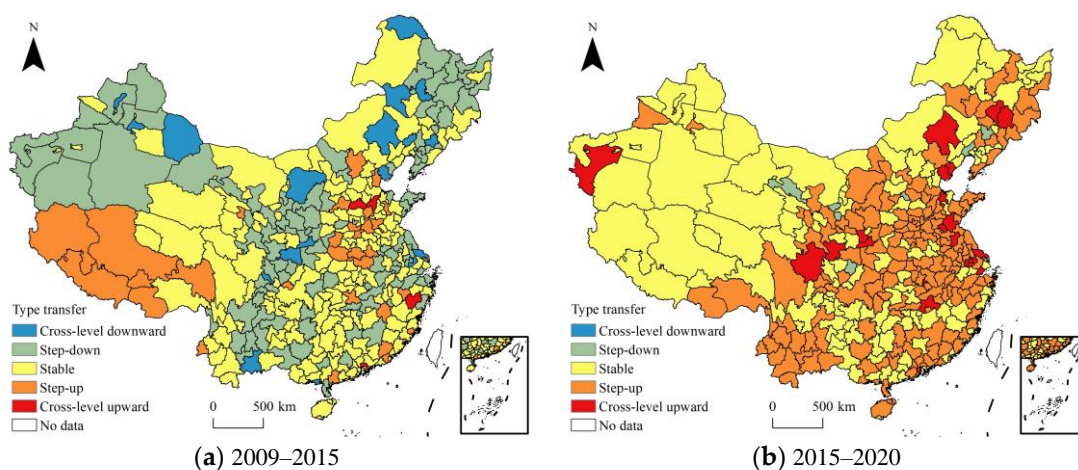 N
Type transfer
Cross-level downward
Step-down
Stable
Step-up
Cross-level upward
No data
0 500 km
(a) 2009–2015
N
Type transfer
Cross-level downward
Step-down
Stable
Step-up
Cross-level upward
No data
0 500 km
(b) 2015–2020